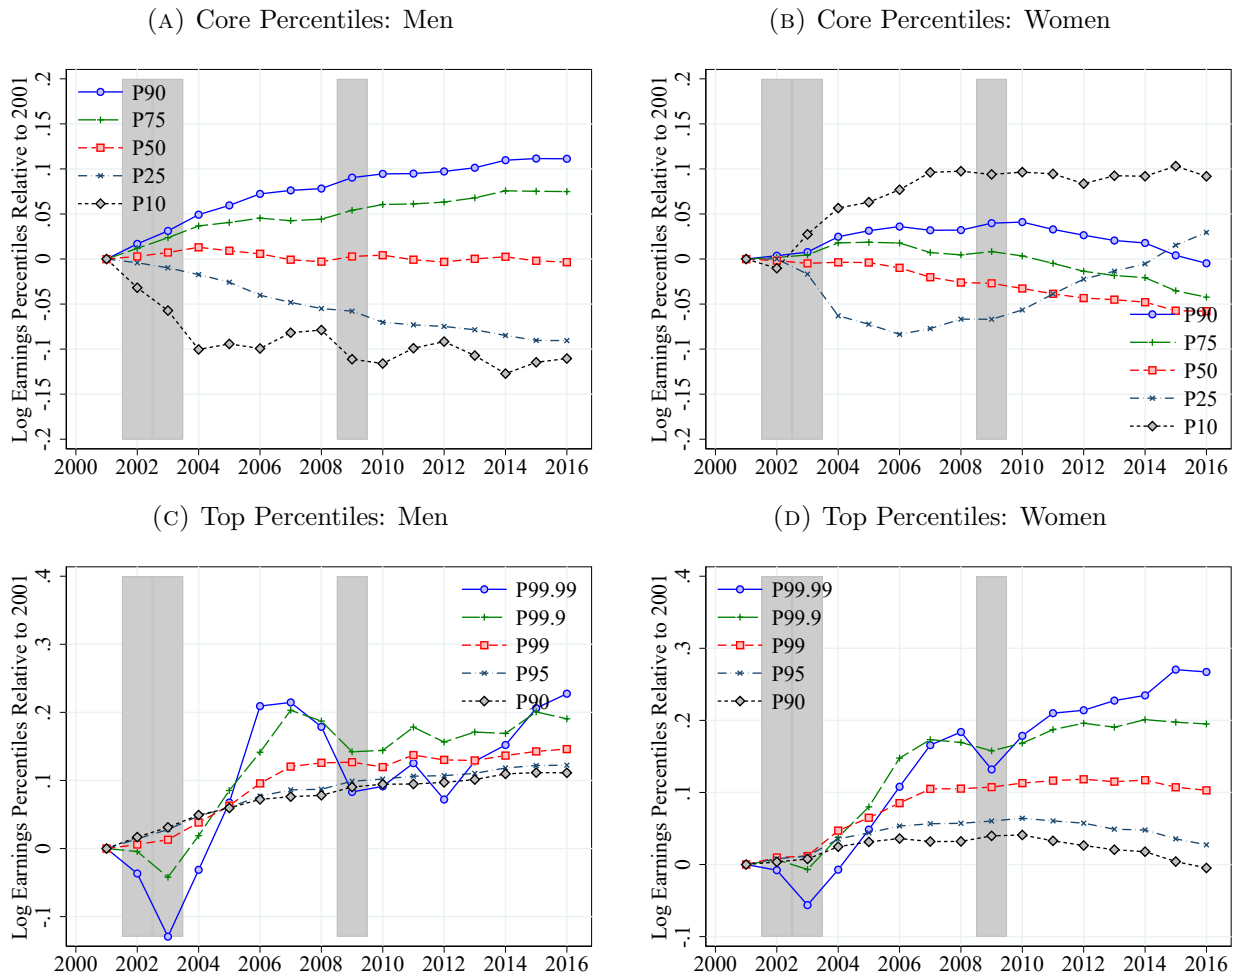 (A) Core Percentiles: Men
Log Earnings Percentiles Relative to 2001
.2
.15
.1
.05
0
-.05
-.1
-.15
-.2
P90
P75
P50
P25
P10
2000 2002 2004 2006 2008 2010 2012 2014 2016
(B) Core Percentiles: Women
Log Earnings Percentiles Relative to 2001
.2
.15
.1
.05
0
-.05
-.1
-.15
-.2
P90
P75
P50
P25
P10
2000 2002 2004 2006 2008 2010 2012 2014 2016
(C) Top Percentiles: Men
Log Earnings Percentiles Relative to 2001
.4
.3
.2
.1
0
-.1
P99.99
P99.9
P99
P95
P90
2000 2002 2004 2006 2008 2010 2012 2014 2016
(D) Top Percentiles: Women
Log Earnings Percentiles Relative to 2001
.4
.3
.2
.1
0
-.1
P99.99
P99.9
P99
P95
P90
2000 2002 2004 2006 2008 2010 2012 2014 2016